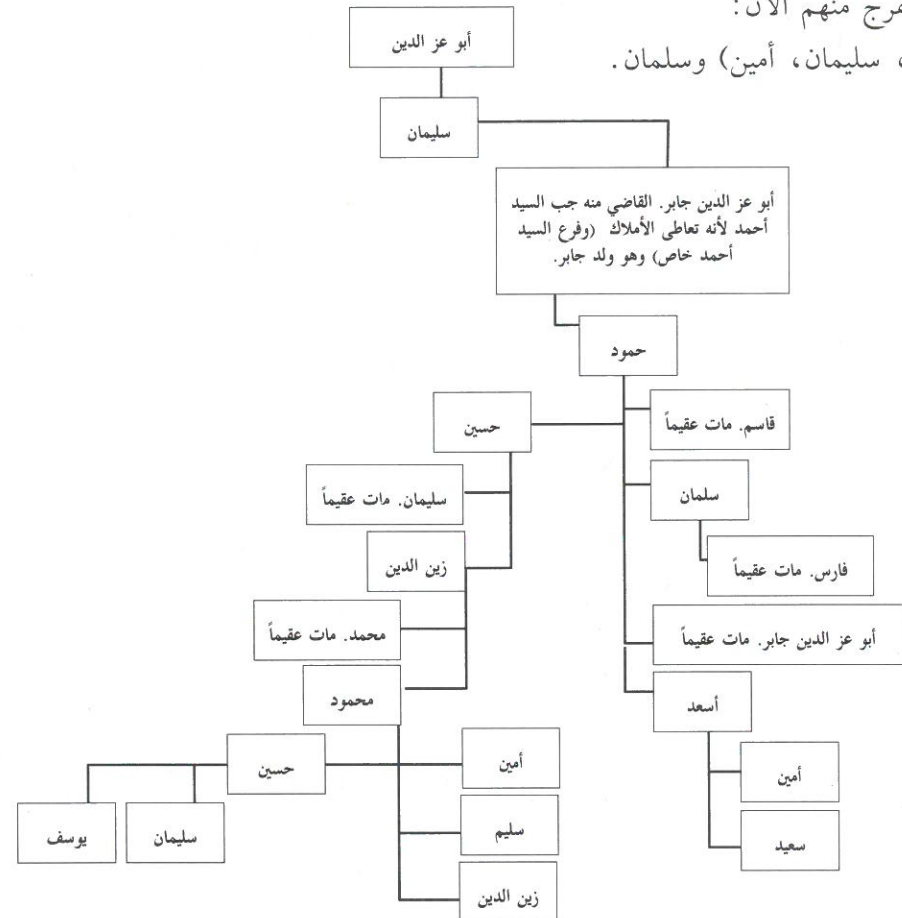 منهم الآن:
، سليمان، أمين) وسلمان.
أبو عز الدين
سليمان
أبو عز الدين جابر. القاضي منه جب السيد
أحمد لأنه تعاطى الأملاك (وفرع السيد
أحمد خاص) وهو ولد جابر.
حمود
قاسم. مات عقيماً
حسين
سلمان
سليمان. مات عقيماً
فارس. مات عقيماً
زين الدين
أبو عز الدين جابر. مات عقيماً
محمد. مات عقيماً
أسعد
محمود
أمين
أمين
حسين
سليم
سعيد
سليمان
يوسف
زين الدين